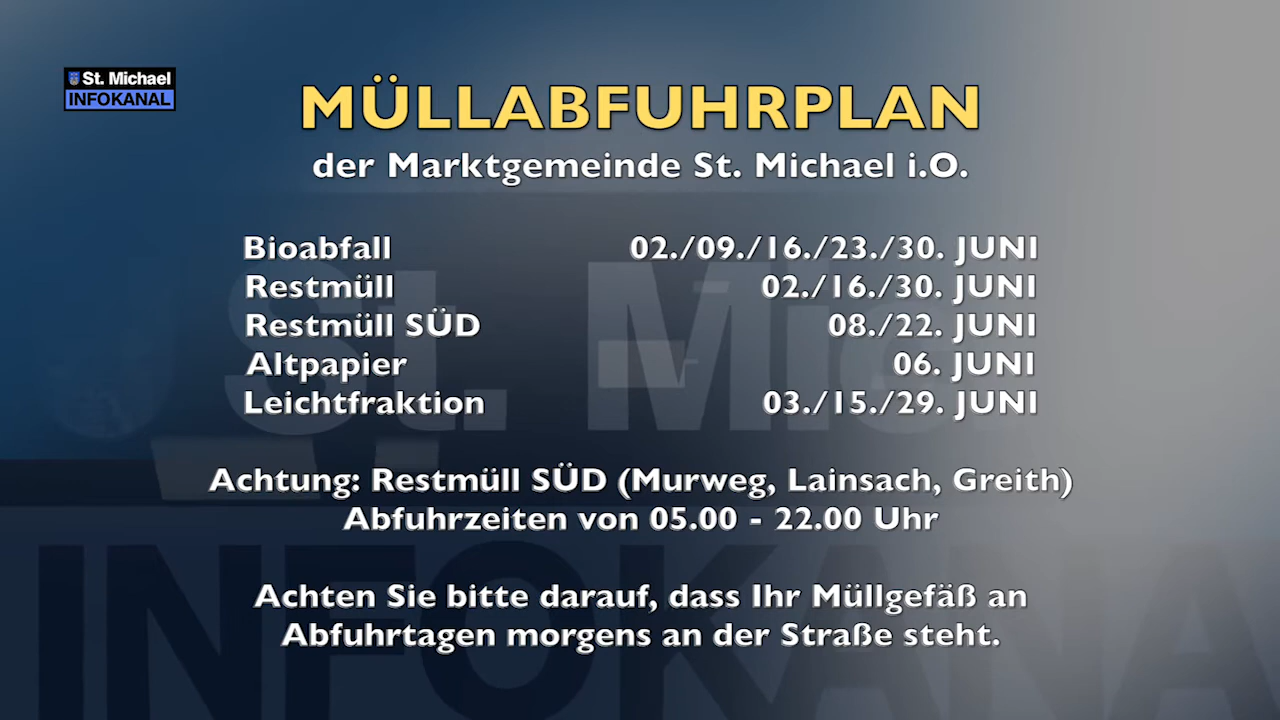 St. Michael
INFOKANAL
MÜLLABFUHRPLAN
der Marktgemeinde St. Michael i.O.
Bioabfall 02./09./16./23./30. JUNI
Restmüll 02./16./30. JUNI
Restmüll SÜD 08./22. JUNI
Altpapier 06. JUNI
Leichtfraktion 03./15./29. JUNI
Achtung: Restmüll SÜD (Murweg, Lainsach, Greith)
Abfuhrzeiten von 05.00 - 22.00 Uhr
Achten Sie bitte darauf, dass Ihr Müllgefäß an
Abfuhrtagen morgens an der Straße steht.
St. Mic
INFOKANA